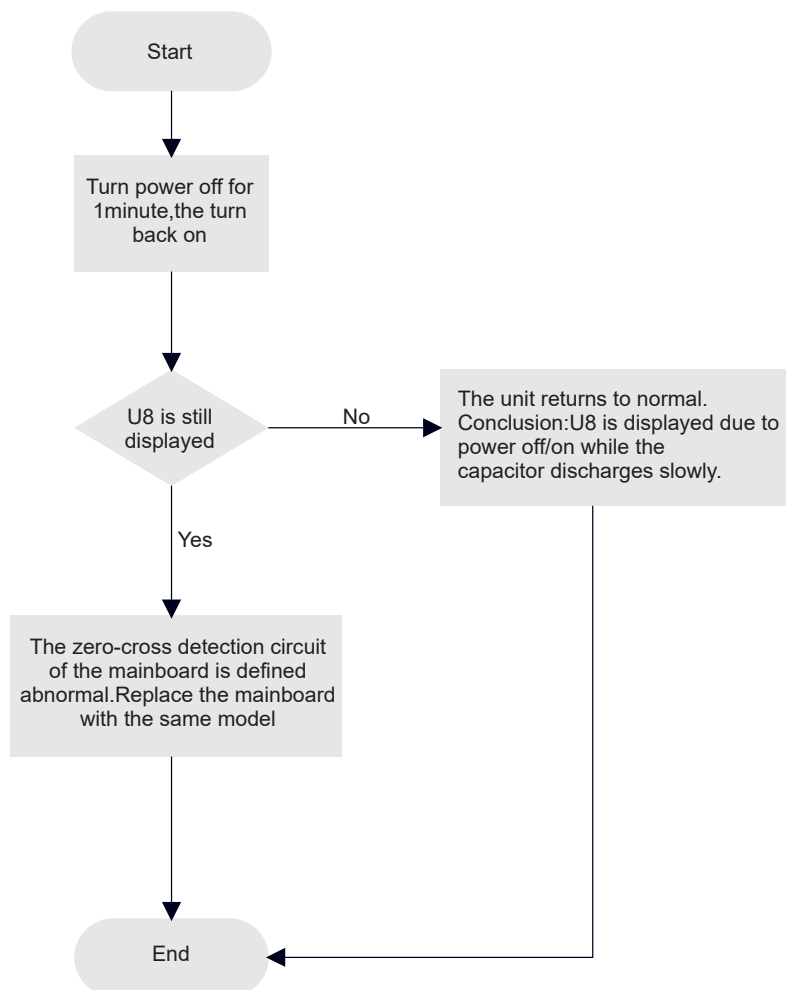 Start
Turn power off for
1minute,the turn
back on
U8 is still
displayed
No
The unit returns to normal.
Conclusion:U8 is displayed due to
power off/on while the
capacitor discharges slowly.
Yes
The zero-cross detection circuit
of the mainboard is defined
abnormal.Replace the mainboard
with the same model
End